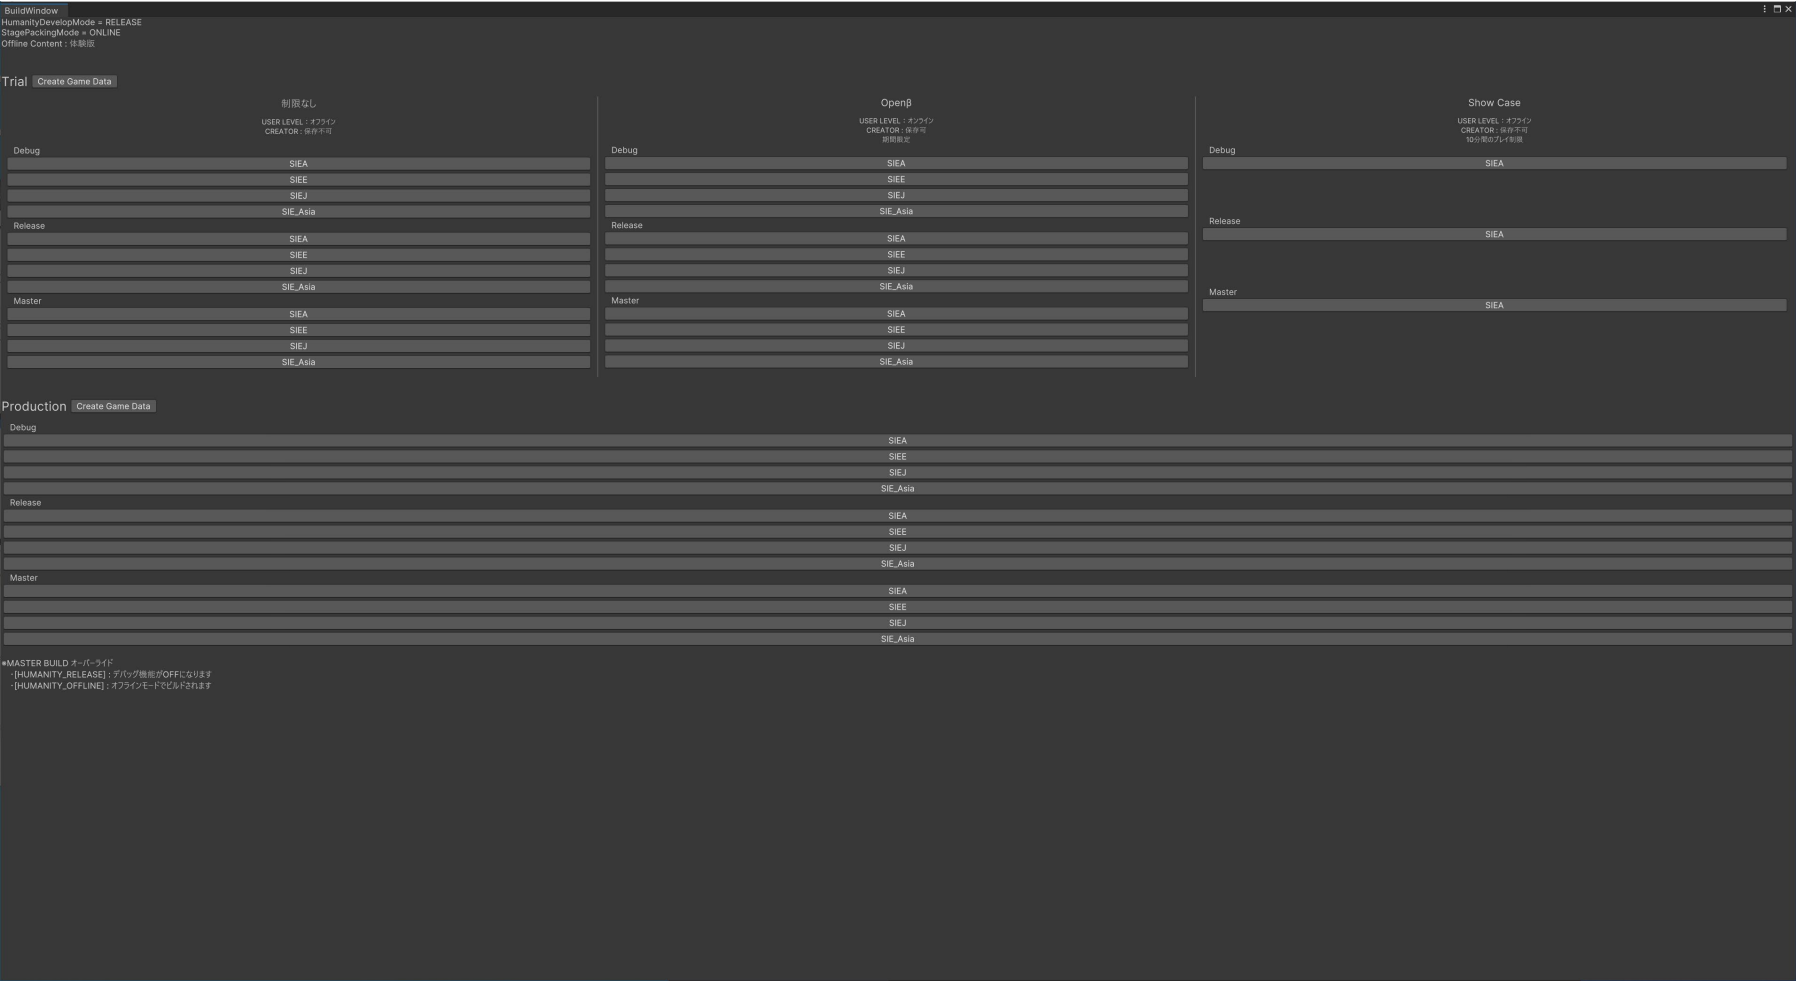 BuildWindow
HumanityDevelopMode = RELEASE
StagePackingMode = ONLINE
Offline Content : 体験版
Trial
Create Game Data
制限なし
USER LEVEL : オフライン
CREATOR : 保存不可
Debug
SIEA
SIEE
SIEJ
SIE_Asia
Release
SIEA
SIEE
SIEJ
SIE_Asia
Master
SIEA
SIEE
SIEJ
SIE_Asia
Openβ
USER LEVEL : オンライン
CREATOR : 保存可
期間限定
Debug
SIEA
SIEE
SIEJ
SIE_Asia
Release
SIEA
SIEE
SIEJ
SIE_Asia
Master
SIEA
SIEE
SIEJ
SIE_Asia
Show Case
USER LEVEL : オフライン
CREATOR : 保存不可
10分間のプレイ制限
Debug
SIEA
Release
SIEA
Master
SIEA
Production
Create Game Data
Debug
SIEA
SIEE
SIEJ
SIE_Asia
Release
SIEA
SIEE
SIEJ
SIE_Asia
Master
SIEA
SIEE
SIEJ
SIE_Asia
※MASTER BUILD オーバーライド
・[HUMANITY_RELEASE] : デバッグ機能がOFFになります
・[HUMANITY_OFFLINE] : オフラインモードでビルドされます